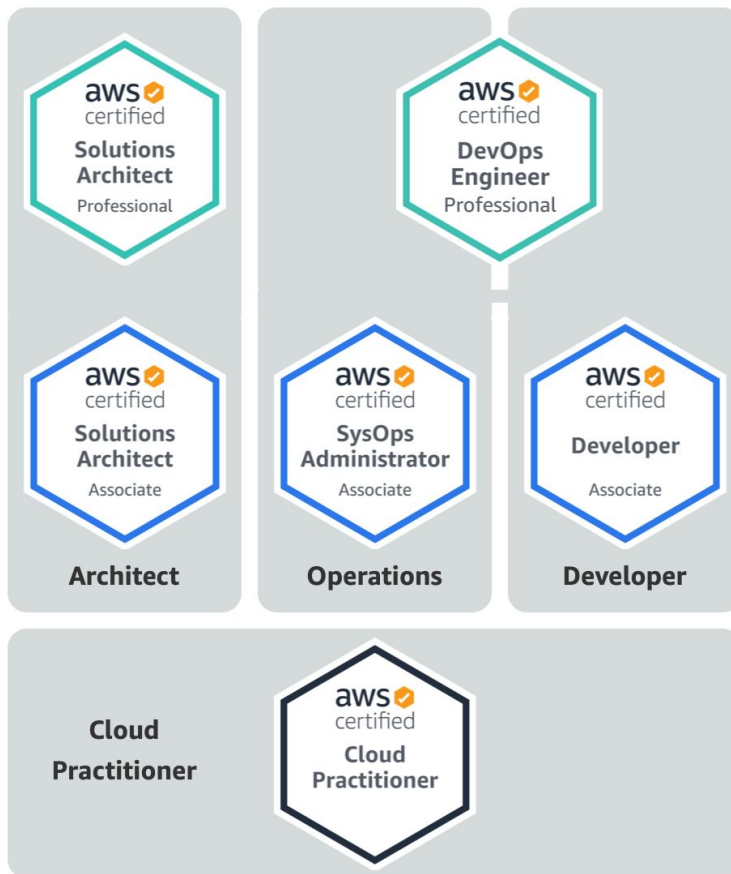 aws
certified
Solutions
Architect
Professional
aws
certified
DevOps
Engineer
Professional
aws
certified
Solutions
Architect
Associate
aws
certified
SysOps
Administrator
Associate
aws
certified
Developer
Associate
Architect
Operations
Developer
Cloud
Practitioner
aws
certified
Cloud
Practitioner